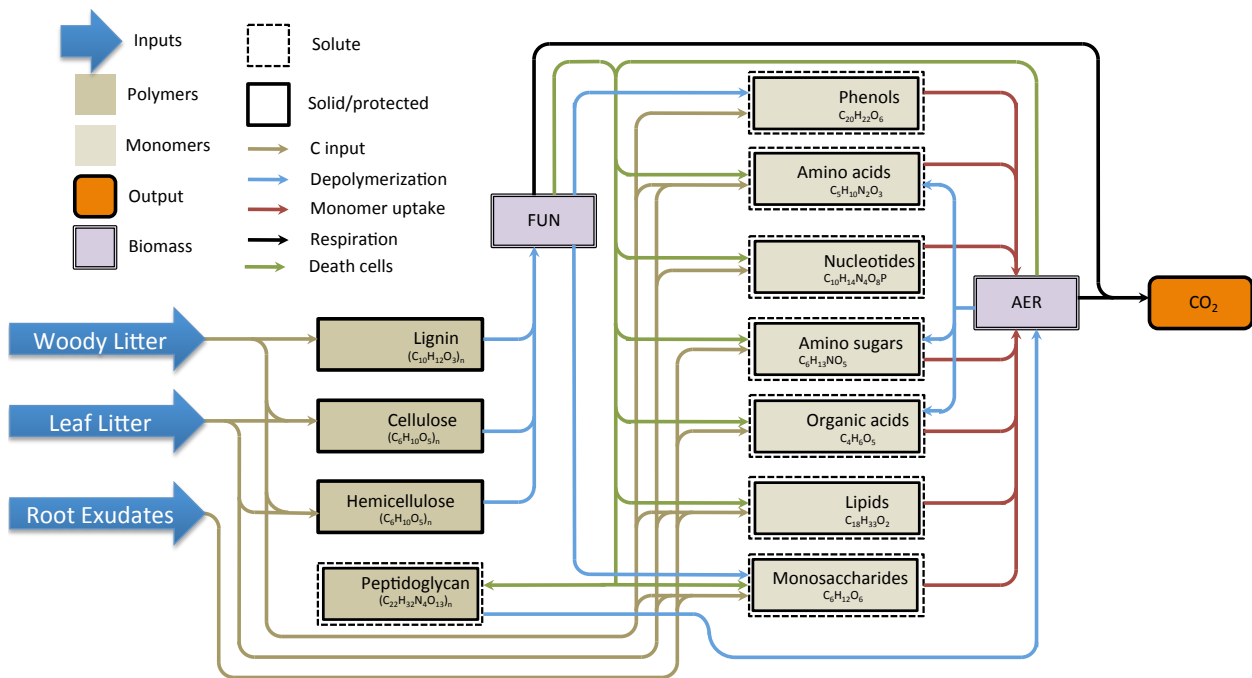 Inputs
Polymers
Monomers
Output
Biomass
Solute
Solid/protected
C input
Depolymerization
Monomer uptake
Respiration
Death cells
Woody Litter
Leaf Litter
Root Exudates
Lignin
(C₁₀H₁₂O₃)ₙ
Cellulose
(C₆H₁₀O₅)ₙ
Hemicellulose
(C₆H₁₀O₅)ₙ
Peptidoglycan
(C₂₂H₃₂N₄O₁₃)ₙ
FUN
Phenols
C₂₀H₂₂O₆
Amino acids
C₅H₁₀N₂O₃
Nucleotides
C₁₀H₁₄N₄O₈P
Amino sugars
C₆H₁₃NO₅
Organic acids
C₄H₆O₅
Lipids
C₁₈H₃₃O₂
Monosaccharides
C₆H₁₂O₆
AER
CO₂